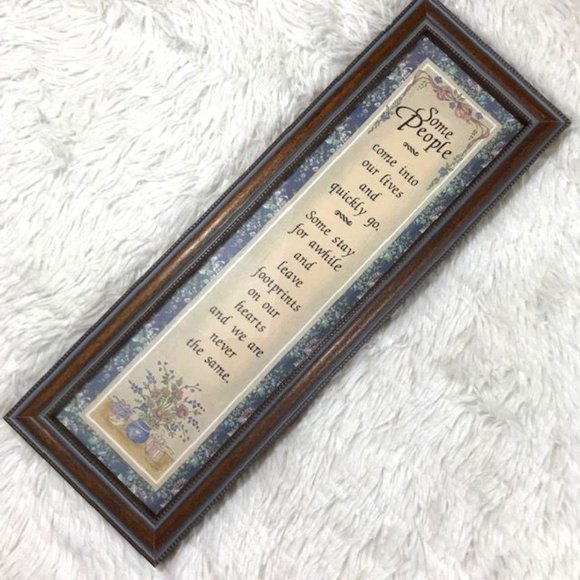 Some
People
come into
our lives
and
quickly go,
Some stay
for awhile
and
leave
footprints
on our
hearts
and we are
never
the same.